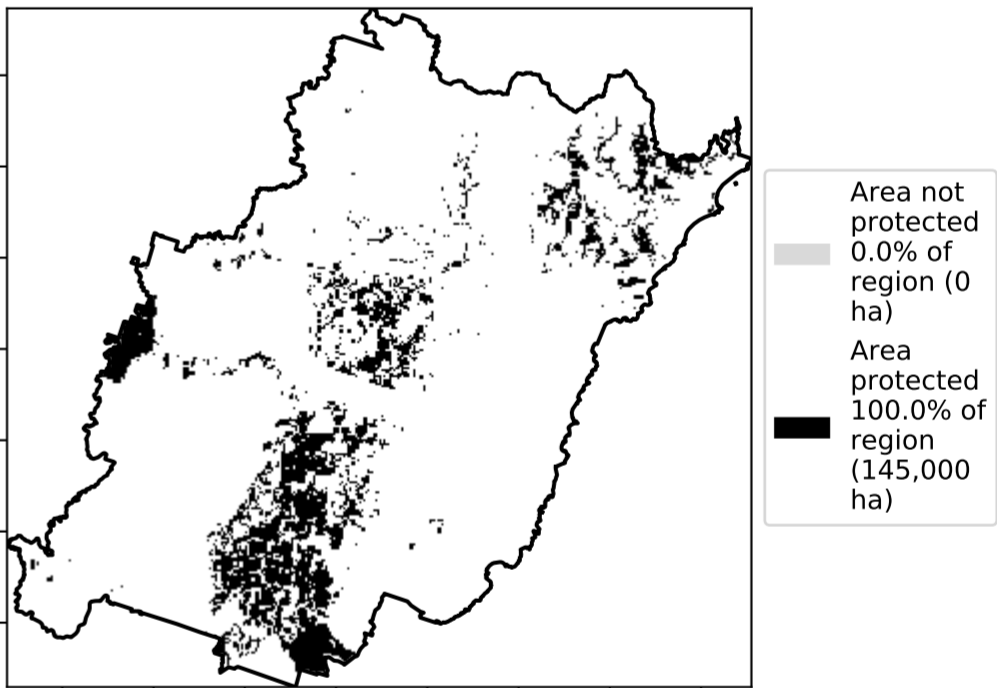 Area not
protected
0.0% of
region (0
ha)
Area
protected
100.0% of
region
(145,000
ha)